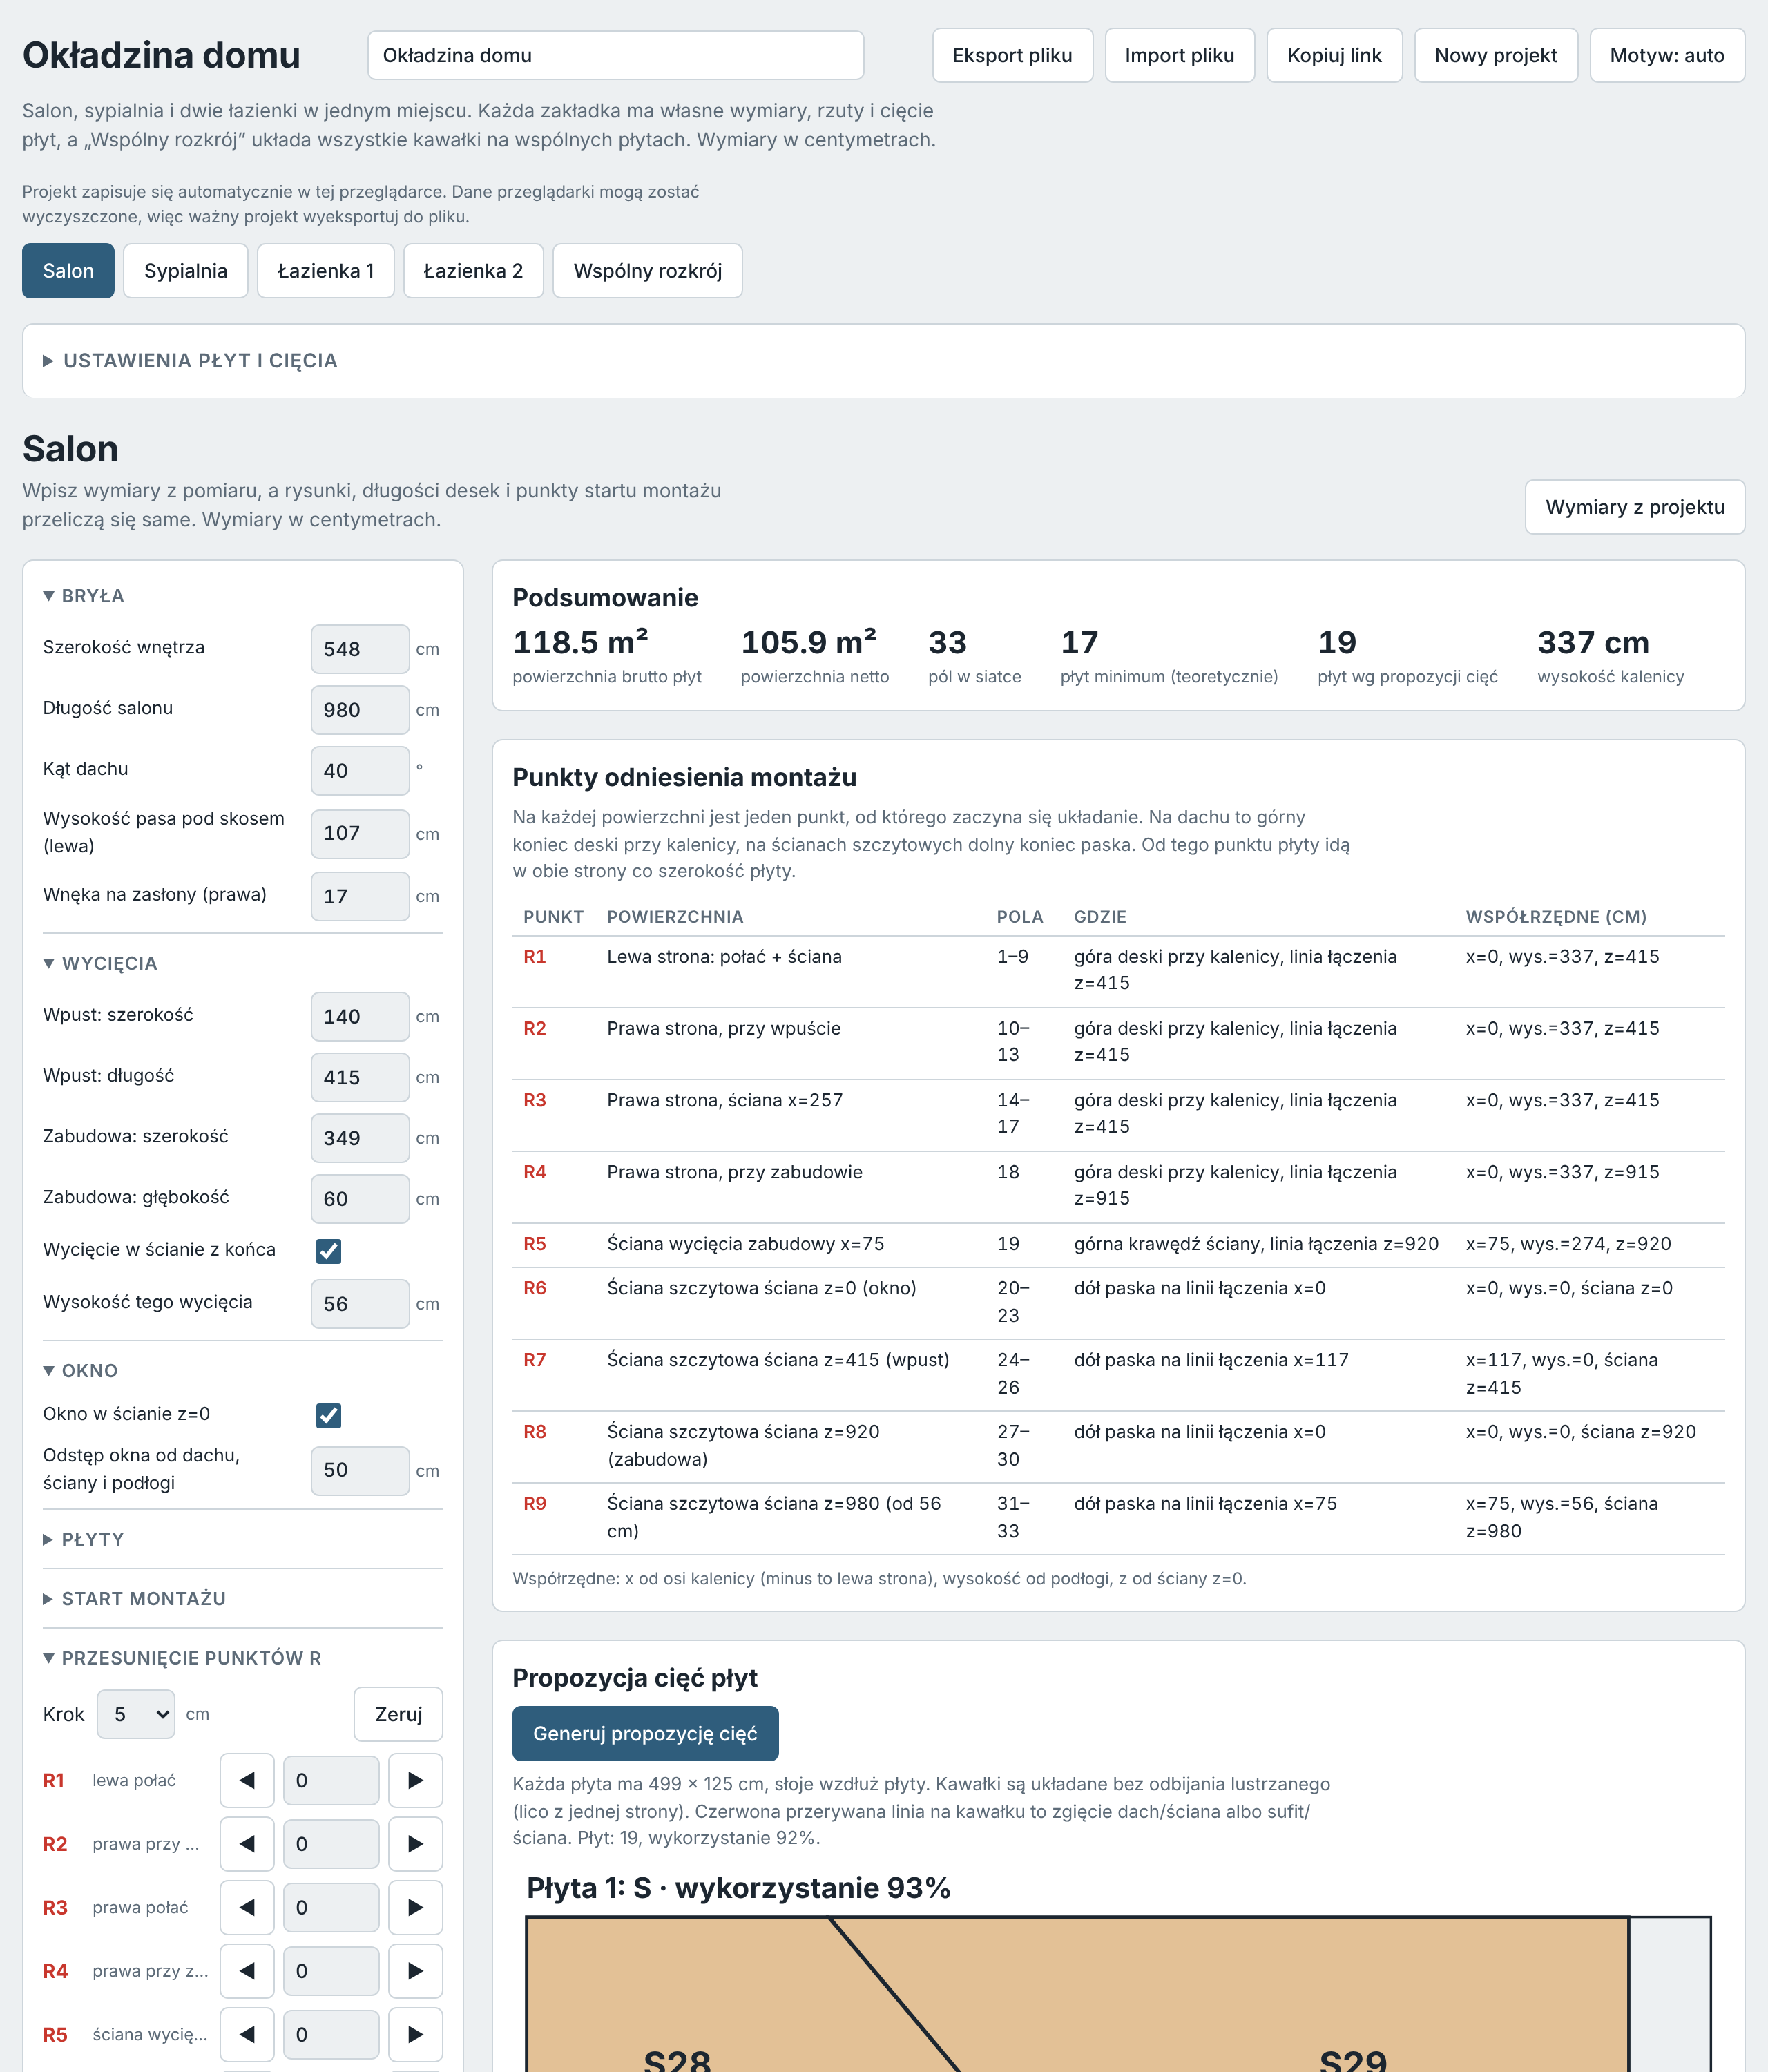 Okładzina domu
Okładzina domu
Eksport pliku
Import pliku
Kopiuj link
Nowy projekt
Motyw: auto
Salon, sypialnia i dwie łazienki w jednym miejscu. Każda zakładka ma własne wymiary, rzuty i cięcie
płyt, a „Wspólny rozkrój” układa wszystkie kawałki na wspólnych płytach. Wymiary w centymetrach.
Projekt zapisuje się automatycznie w tej przeglądarce. Dane przeglądarki mogą zostać
wyczyszczone, więc ważny projekt wyeksportuj do pliku.
Salon
Sypialnia
Łazienka 1
Łazienka 2
Wspólny rozkrój
USTAWIENIA PŁYT I CIĘCIA
Salon
Wpisz wymiary z pomiaru, a rysunki, długości desek i punkty startu montażu
przeliczą się same. Wymiary w centymetrach.
Wymiary z projektu
BRYŁA
Szerokość wnętrza 548 cm
Długość salonu 980 cm
Kąt dachu 40 °
Wysokość pasa pod skosem
(lewa) 107 cm
Wnęka na zasłony (prawa) 17 cm
WYCIĘCIA
Wpust: szerokość 140 cm
Wpust: długość 415 cm
Zabudowa: szerokość 349 cm
Zabudowa: głębokość 60 cm
Wycięcie w ścianie z końca
Wysokość tego wycięcia 56 cm
OKNO
Okno w ścianie z=0
Odstęp okna od dachu,
ściany i podłogi 50 cm
PŁYTY
START MONTAŻU
PRZESUNIĘCIE PUNKTÓW R
Krok 5 cm Zeruj
R1 lewa połać ◀ 0 ▶
R2 prawa przy ... ◀ 0 ▶
R3 prawa połać ◀ 0 ▶
R4 prawa przy z... ◀ 0 ▶
R5 ściana wycię... ◀ 0 ▶
Podsumowanie
118.5 m² 105.9 m² 33 17 19 337 cm
powierzchnia brutto płyt powierzchnia netto pól w siatce płyt minimum (teoretycznie) płyt wg propozycji cięć wysokość kalenicy
Punkty odniesienia montażu
Na każdej powierzchni jest jeden punkt, od którego zaczyna się układanie. Na dachu to górny
koniec deski przy kalenicy, na ścianach szczytowych dolny koniec paska. Od tego punktu płyty idą
w obie strony co szerokość płyty.
PUNKT POWIERZCHNIA POLA GDZIE WSPÓŁRZĘDNE (CM)
R1 Lewa strona: połać + ściana 1–9 góra deski przy kalenicy, linia łączenia x=0, wys.=337, z=415
z=415
R2 Prawa strona, przy wpuście 10– góra deski przy kalenicy, linia łączenia x=0, wys.=337, z=415
13 z=415
R3 Prawa strona, ściana x=257 14– góra deski przy kalenicy, linia łączenia x=0, wys.=337, z=415
17 z=415
R4 Prawa strona, przy zabudowie 18 góra deski przy kalenicy, linia łączenia x=0, wys.=337, z=915
z=915
R5 Ściana wycięcia zabudowy x=75 19 górna krawędź ściany, linia łączenia z=920 x=75, wys.=274, z=920
R6 Ściana szczytowa ściana z=0 (okno) 20– dół paska na linii łączenia x=0 x=0, wys.=0, ściana z=0
23
R7 Ściana szczytowa ściana z=415 (wpust) 24– dół paska na linii łączenia x=117 x=117, wys.=0, ściana
26 z=415
R8 Ściana szczytowa ściana z=920 27– dół paska na linii łączenia x=0 x=0, wys.=0, ściana z=920
(zabudowa) 30
R9 Ściana szczytowa ściana z=980 (od 56 31– dół paska na linii łączenia x=75 x=75, wys.=56, ściana
cm) 33 z=980
Współrzędne: x od osi kalenicy (minus to lewa strona), wysokość od podłogi, z od ściany z=0.
Propozycja cięć płyt
Generuj propozycję cięć
Każda płyta ma 499 × 125 cm, słoje wzdłuż płyty. Kawałki są układane bez odbijania lustrzanego
(lico z jednej strony). Czerwona przerywana linia na kawałku to zgięcie dach/ściana albo sufit/
ściana. Płyt: 19, wykorzystanie 92%.
Płyta 1: S · wykorzystanie 93%
S28 S29